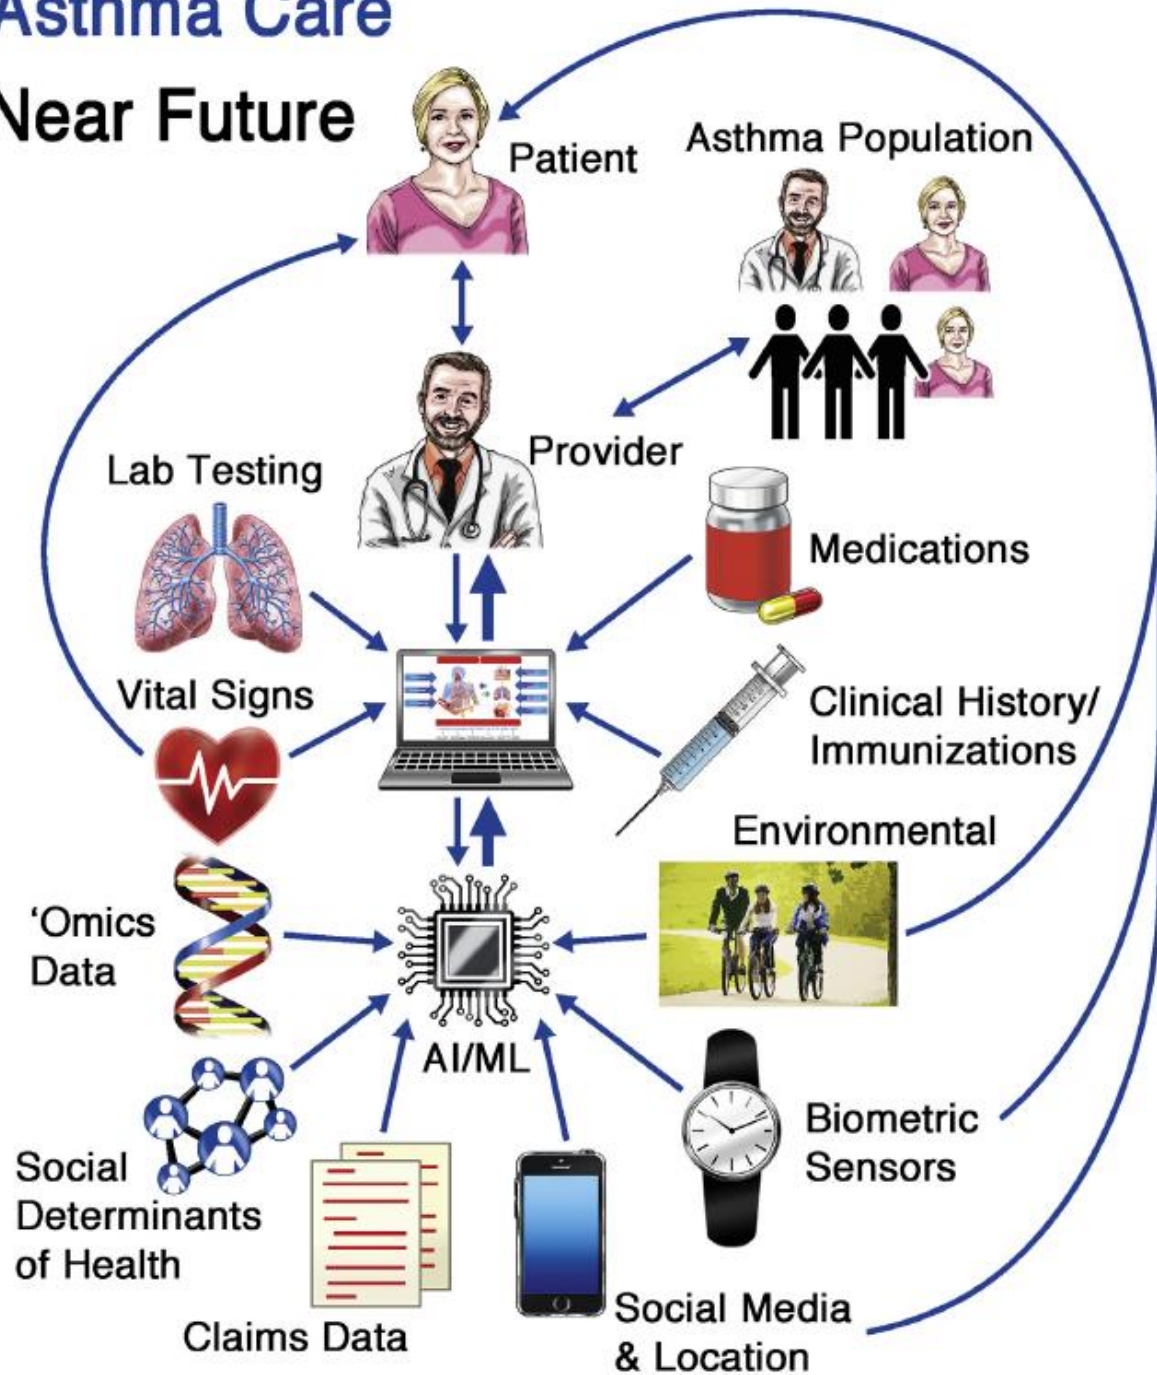 Asthma Care
Near Future
Patient
Asthma Population
Provider
Lab Testing
Medications
Vital Signs
Clinical History/
Immunizations
Environmental
‘Omics
Data
AI/ML
Social
Determinants
of Health
Biometric
Sensors
Claims Data
Social Media
& Location